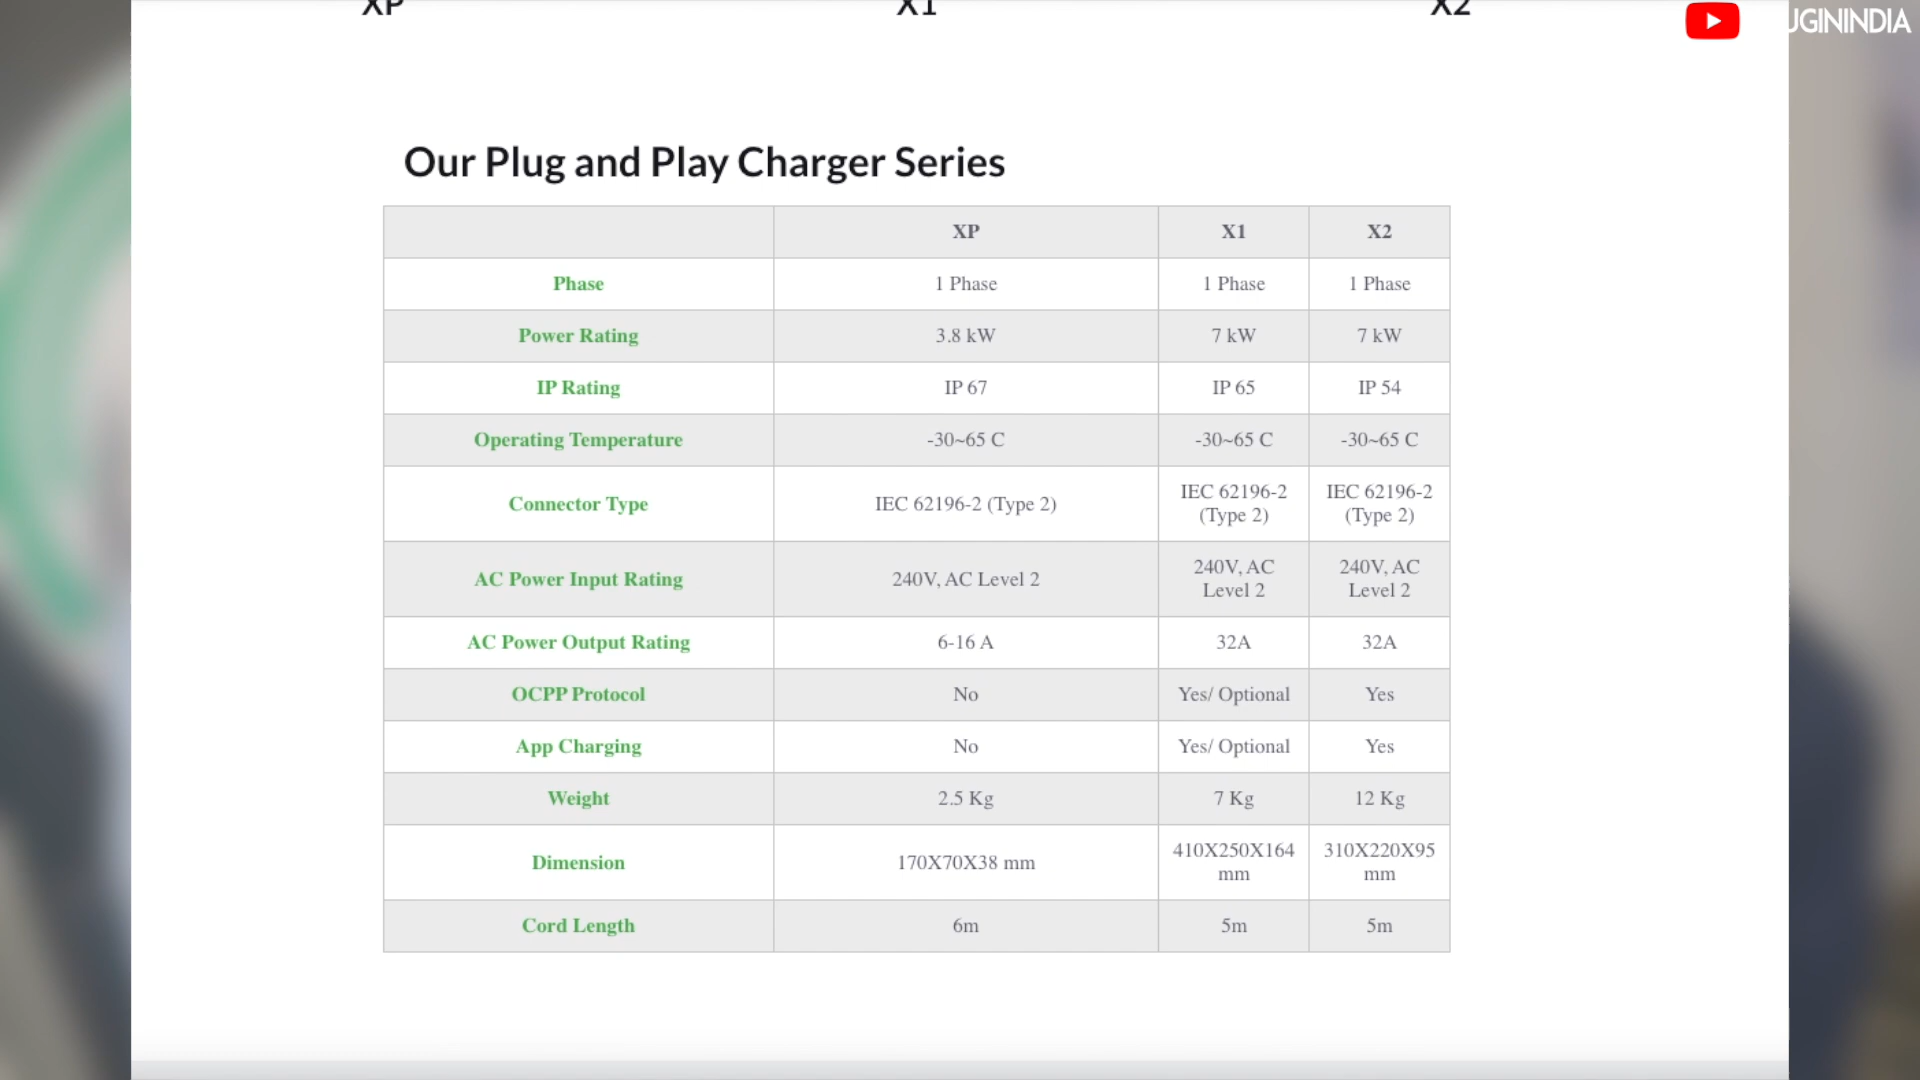 XP X1 X2
UGININDIA
Our Plug and Play Charger Series
XP X1 X2
Phase 1 Phase 1 Phase 1 Phase
Power Rating 3.8 kW 7 kW 7 kW
IP Rating IP 67 IP 65 IP 54
Operating Temperature -30~65 C -30~65 C -30~65 C
Connector Type IEC 62196-2 (Type 2) IEC 62196-2 (Type 2) IEC 62196-2 (Type 2)
AC Power Input Rating 240V, AC Level 2 240V, AC Level 2 240V, AC Level 2
AC Power Output Rating 6-16 A 32A 32A
OCPP Protocol No Yes/ Optional Yes
App Charging No Yes/ Optional Yes
Weight 2.5 Kg 7 Kg 12 Kg
Dimension 170X70X38 mm 410X250X164 mm 310X220X95 mm
Cord Length 6m 5m 5m